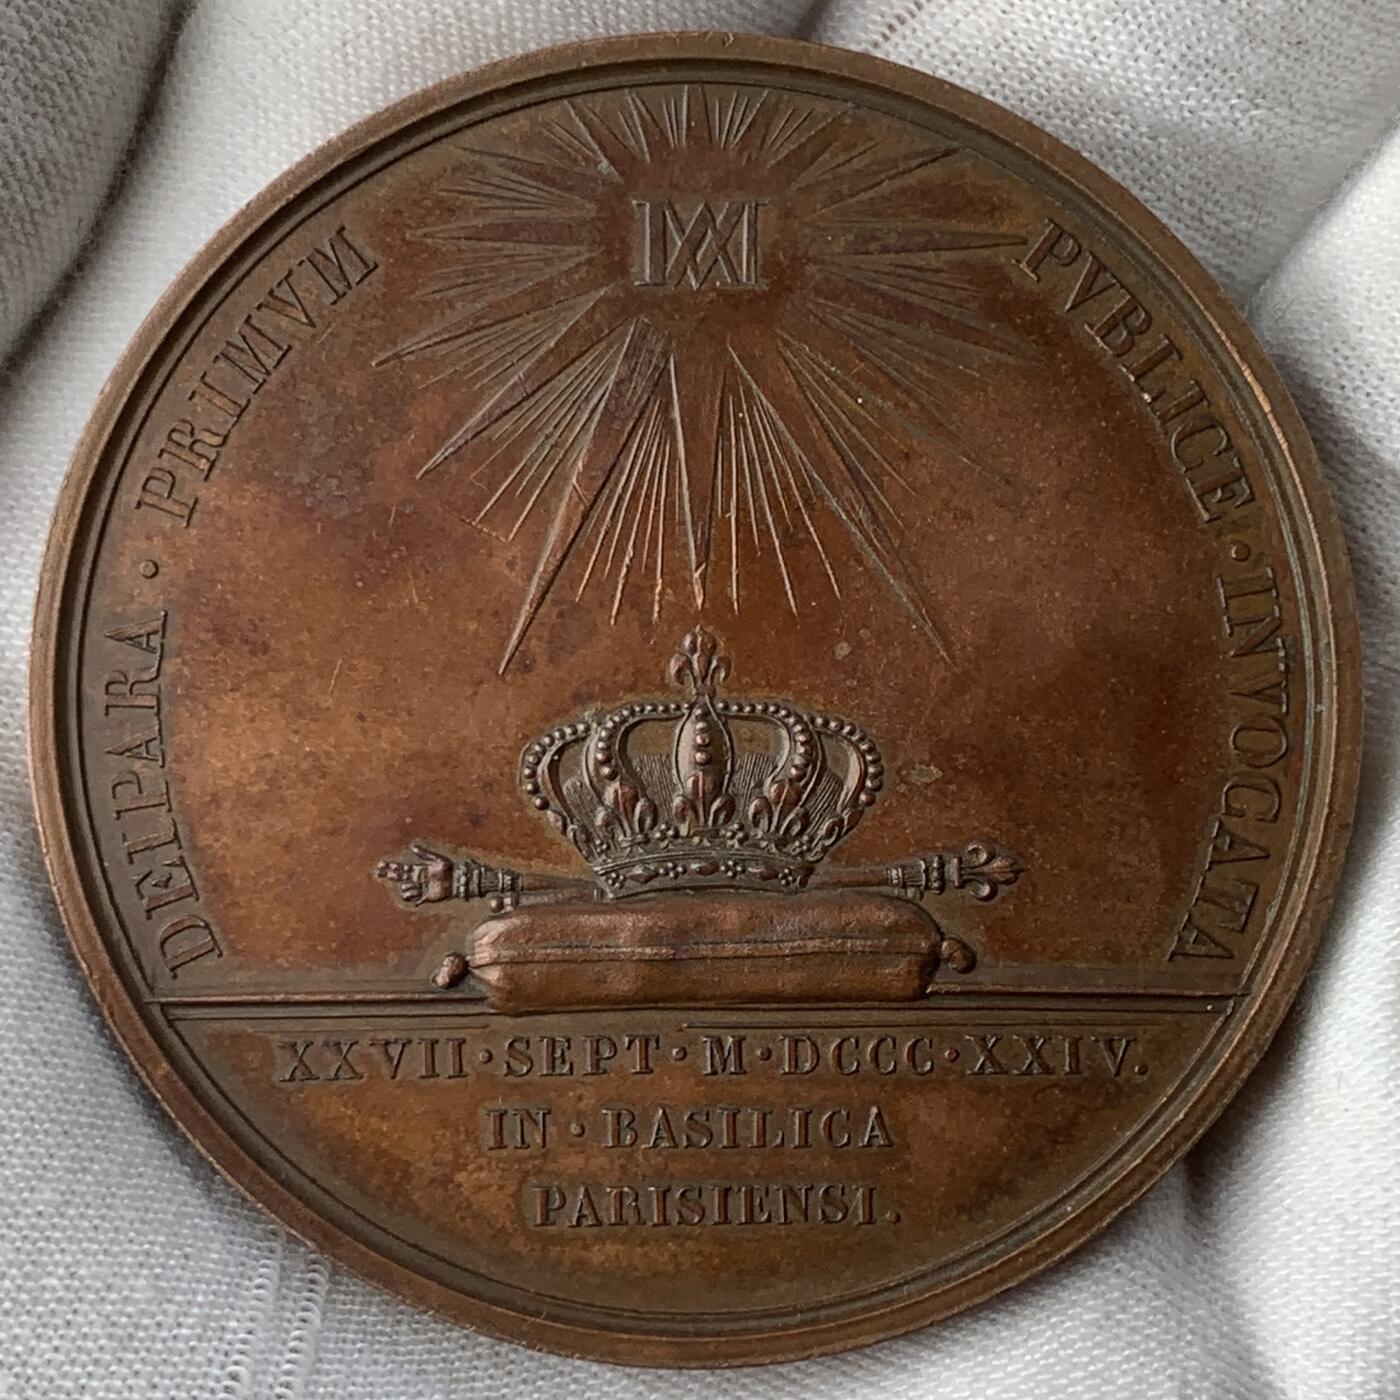 DEIPARA · PRIMVM PVBLICE · INVOCATA
XXVII · SEPT · M · DCCC · XXIV.
IN · BASILICA
PARISIENSI.